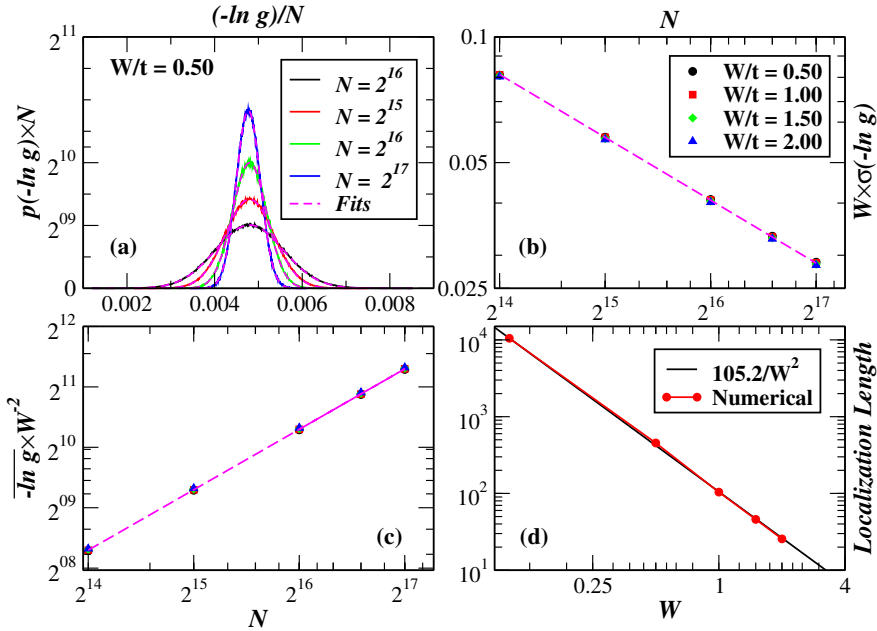 (-ln g)/N
N
2^11
2^10
2^09
0
p(-ln g)×N
W/t = 0.50
N = 2^16
N = 2^15
N = 2^16
N = 2^17
Fits
(a)
0.002
0.004
0.006
0.008
0.1
0.05
0.025
W/t = 0.50
W/t = 1.00
W/t = 1.50
W/t = 2.00
(b)
W×σ(-ln g)
2^14
2^15
2^16
2^17
2^12
2^11
2^10
2^09
2^08
-ln g×W^-2
(c)
2^14
2^15
2^16
2^17
N
105.2/W^2
Numerical
(d)
10^4
10^3
10^2
10^1
Localization Length
0.25
1
4
W